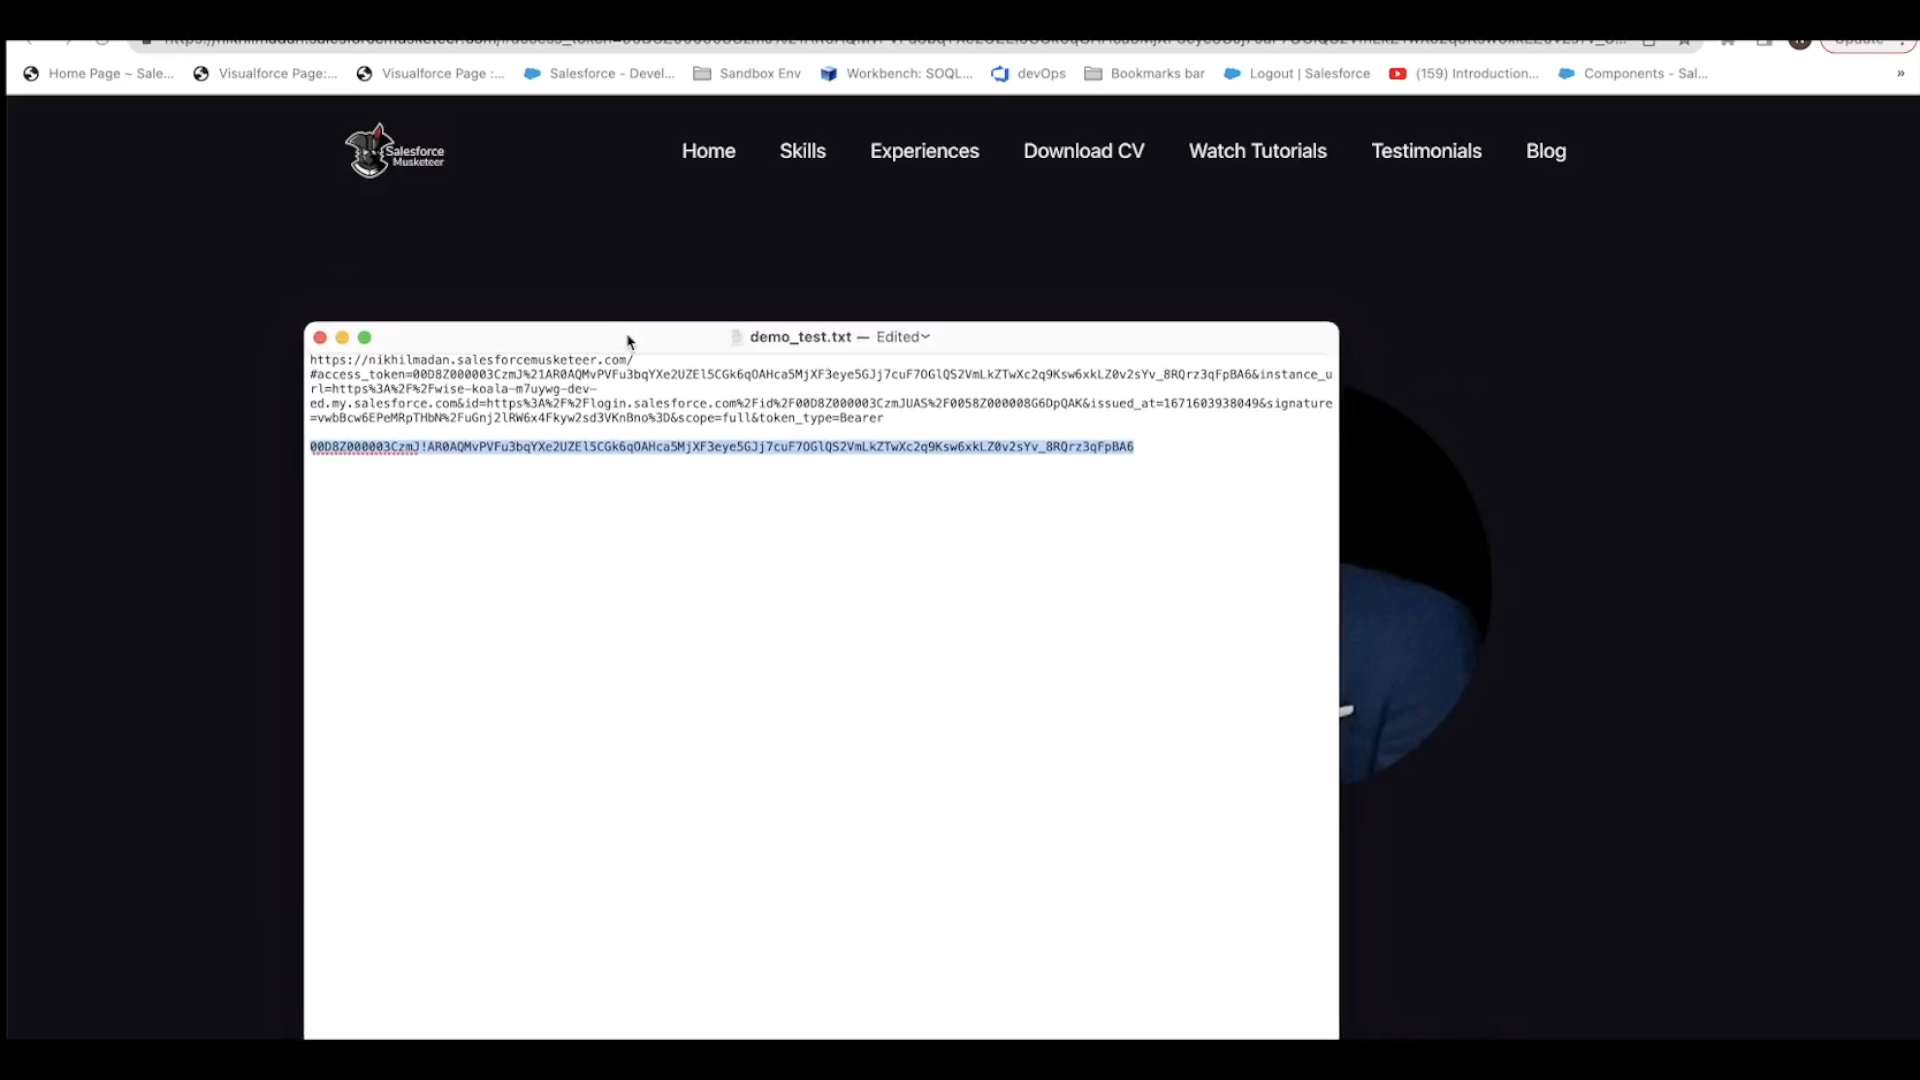 Home Page ~ Sale...
Visualforce Page:...
Visualforce Page :...
Salesforce - Devel...
Sandbox Env
Workbench: SOQL...
devOps
Bookmarks bar
Logout | Salesforce
(159) Introduction...
Components - Sal...
»
Salesforce
Musketeer
Home
Skills
Experiences
Download CV
Watch Tutorials
Testimonials
Blog
demo_test.txt — Edited
https://nikhilmadan.salesforcemusketeer.com/
#access_token=00D8Z000003CzmJ%21AR0AQMvPVFu3bqYXe2UZEl5CGk6qOAHca5MjXF3eye5GJj7cuF7OGlQS2VmLkZTwXc2q9Ksw6xkLZ0v2sYv_8RQrz3qFpBA6&instance_u
rl=https%3A%2F%2Fwise-koala-m7uywg-dev-
ed.my.salesforce.com&id=https%3A%2F%2Flogin.salesforce.com%2Fid%2F00D8Z000003CzmJUAS%2F0058Z000008G6DpQAK&issued_at=1671603938049&signature
=vwbBcw6EPeMRpTHbN%2FuGnj2lRW6x4Fkyw2sd3VKnBno%3D&scope=full&token_type=Bearer
00D8Z000003CzmJ!AR0AQMvPVFu3bqYXe2UZEl5CGk6qOAHca5MjXF3eye5GJj7cuF7OGlQS2VmLkZTwXc2q9Ksw6xkLZ0v2sYv_8RQrz3qFpBA6